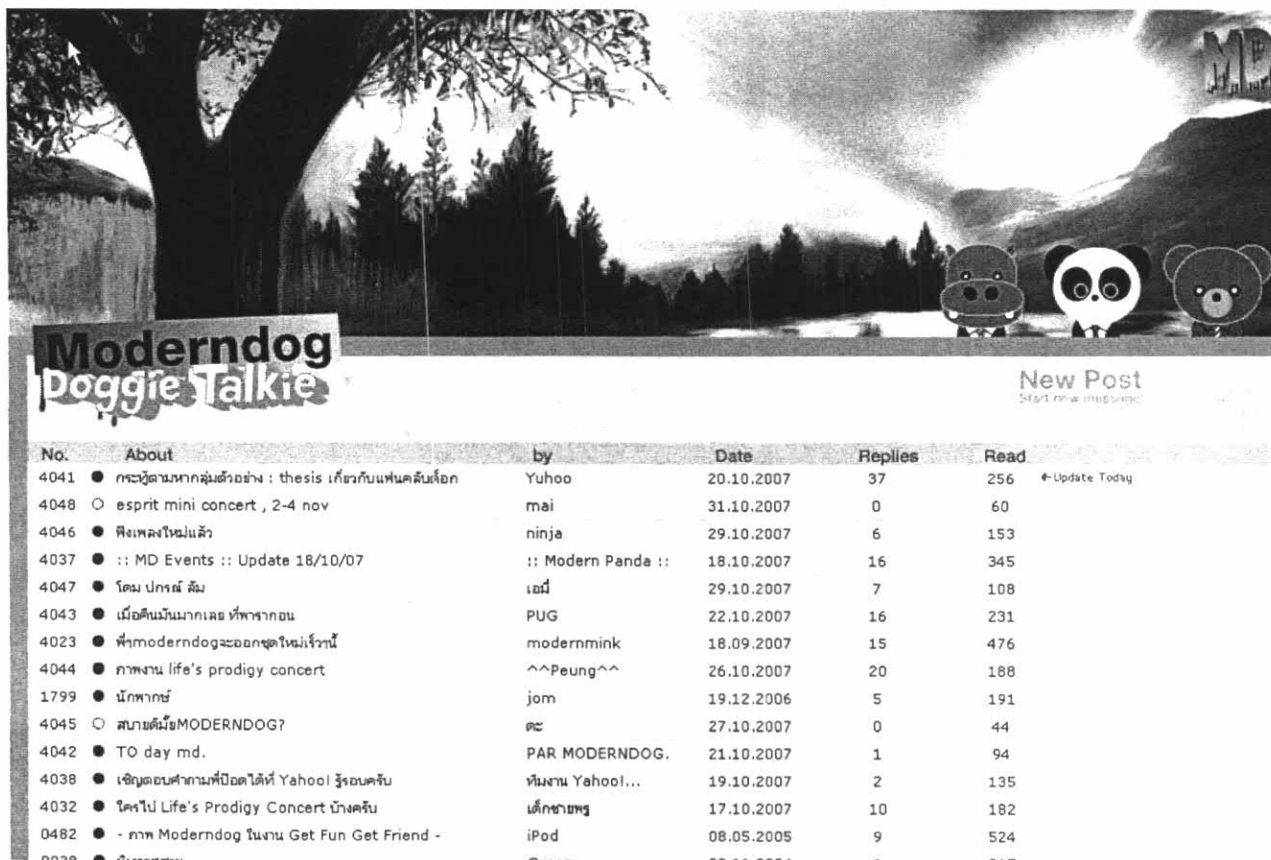 MD
Moderndog
Doggie Talkie
New Post
Start new message
No. About by Date Replies Read
4041 กระทู้ตามหากลุ่มตัวอย่าง : thesis เกี่ยวกับแฟนคลับด็อก Yuhoo 20.10.2007 37 256 ←Update Today
4048 esprit mini concert , 2-4 nov mai 31.10.2007 0 60
4046 ฟังเพลงใหม่แล้ว ninja 29.10.2007 6 153
4037 :: MD Events :: Update 18/10/07 :: Modern Panda :: 18.10.2007 16 345
4047 โดม ปกรณ์ ลัม เอมี่ 29.10.2007 7 108
4043 เมื่อคืนมันมากเลย ที่พารากอน PUG 22.10.2007 16 231
4023 พี่ๆmoderndogจะออกชุดใหม่เร็วๆนี้ modernmink 18.09.2007 15 476
4044 ภาพงาน life's prodigy concert ^^Peung^^ 26.10.2007 20 188
1799 นักพากษ์ jom 19.12.2006 5 191
4045 สบายดีมั๊ยMODERNDOG? ตะ 27.10.2007 0 44
4042 TO day md. PAR MODERNDOG. 21.10.2007 1 94
4038 เชิญตอบคำถามพี่ป๊อดได้ที่ Yahoo! รู้รอบครับ ทีมงาน Yahoo!... 19.10.2007 2 135
4032 ใครไป Life's Prodigy Concert บ้างครับ เด็กชายพรู 17.10.2007 10 182
0482 - ภาพ Moderndog ในงาน Get Fun Get Friend - iPod 08.05.2005 9 524